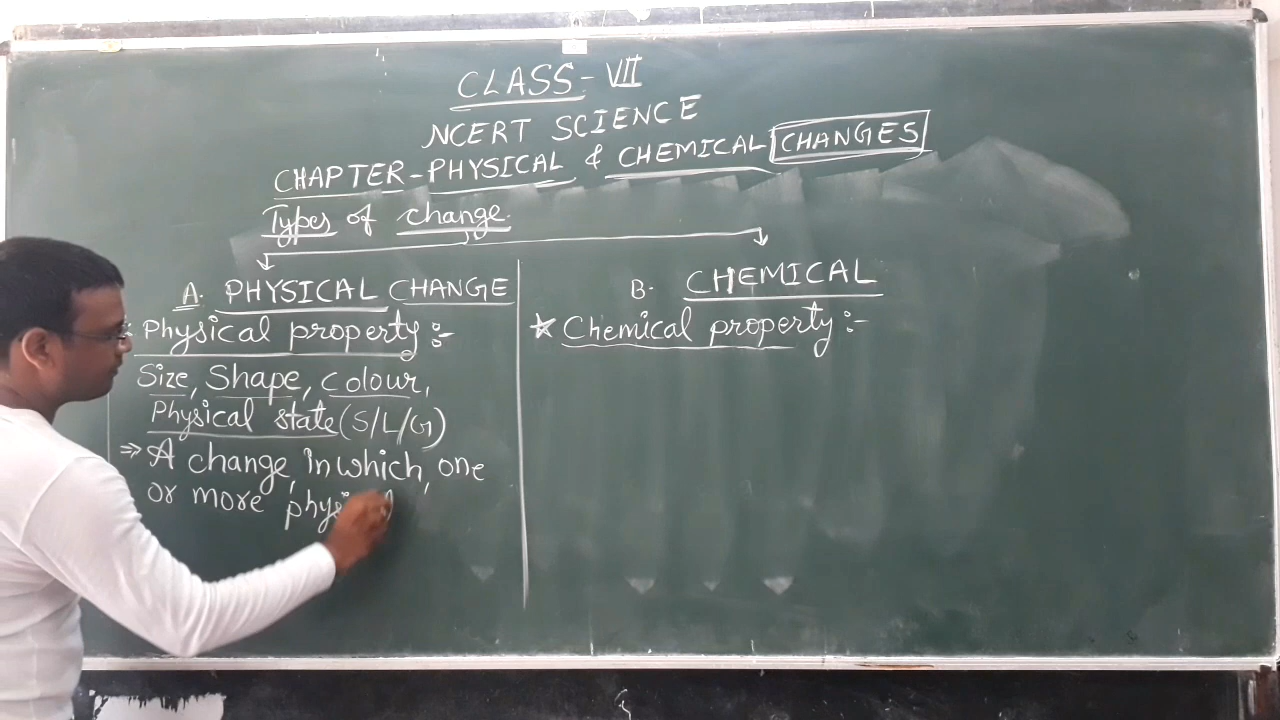 CLASS - VII
NCERT SCIENCE
CHAPTER - PHYSICAL & CHEMICAL CHANGES
Types of change.
A. PHYSICAL CHANGE
Physical property :-
Size, Shape, Colour,
Physical state (S/L/G)
⇒ A change, in which, one
or more
B. CHEMICAL
★ Chemical property :-